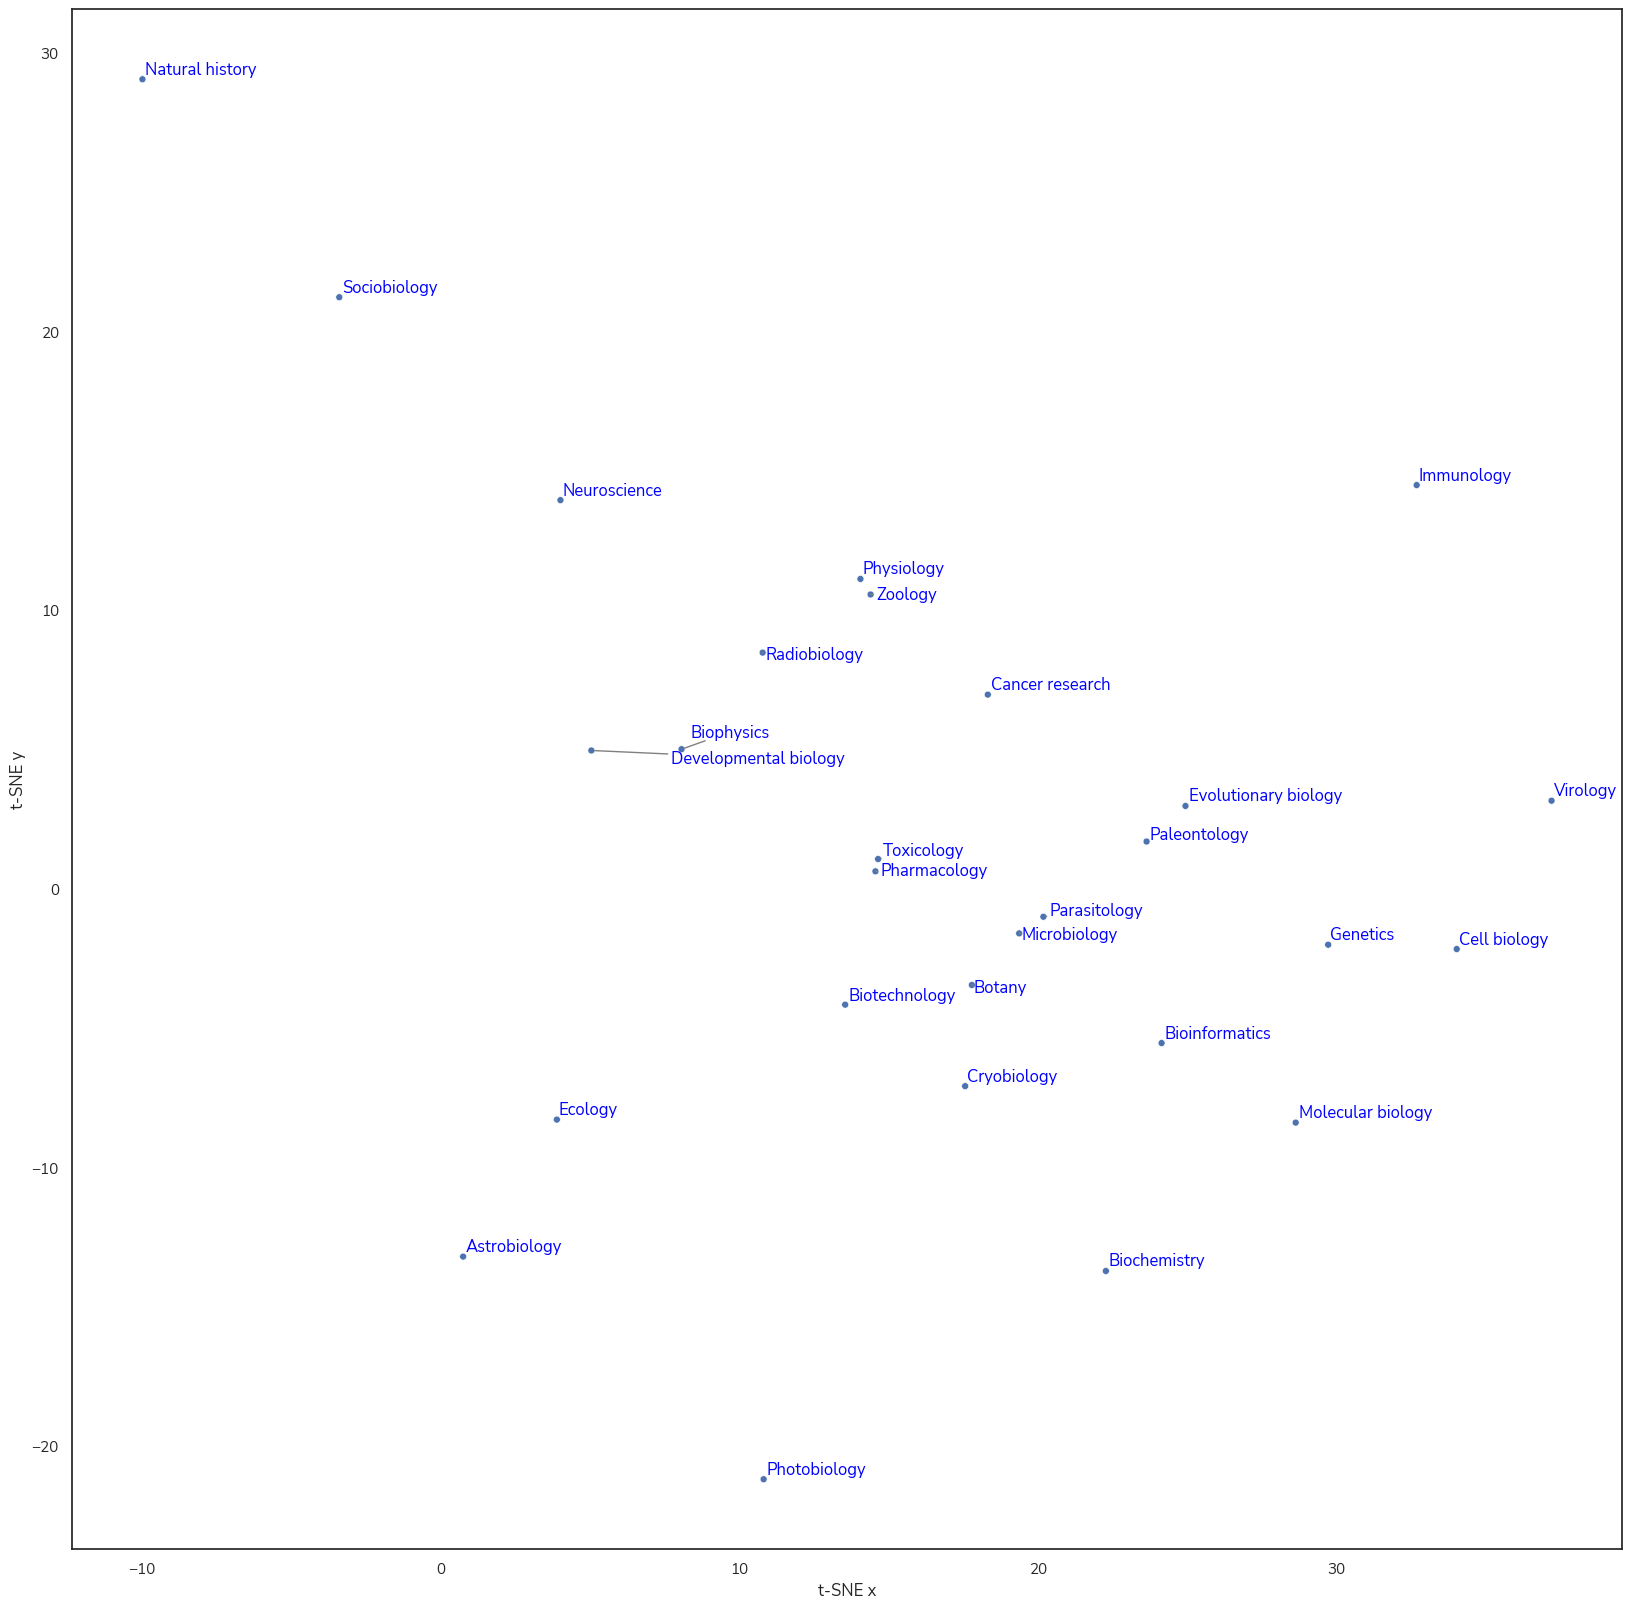 30
Natural history
Sociobiology
20
Immunology
Neuroscience
Physiology
Zoology
10
Radiobiology
Cancer research
Biophysics
Developmental biology
t-SNE y
Virology
Evolutionary biology
Paleontology
Toxicology
Pharmacology
0
Parasitology
Microbiology
Genetics
Cell biology
Botany
Biotechnology
Bioinformatics
Cryobiology
Ecology
Molecular biology
−10
Astrobiology
Biochemistry
−20
Photobiology
−10 0 10 20 30
t-SNE x